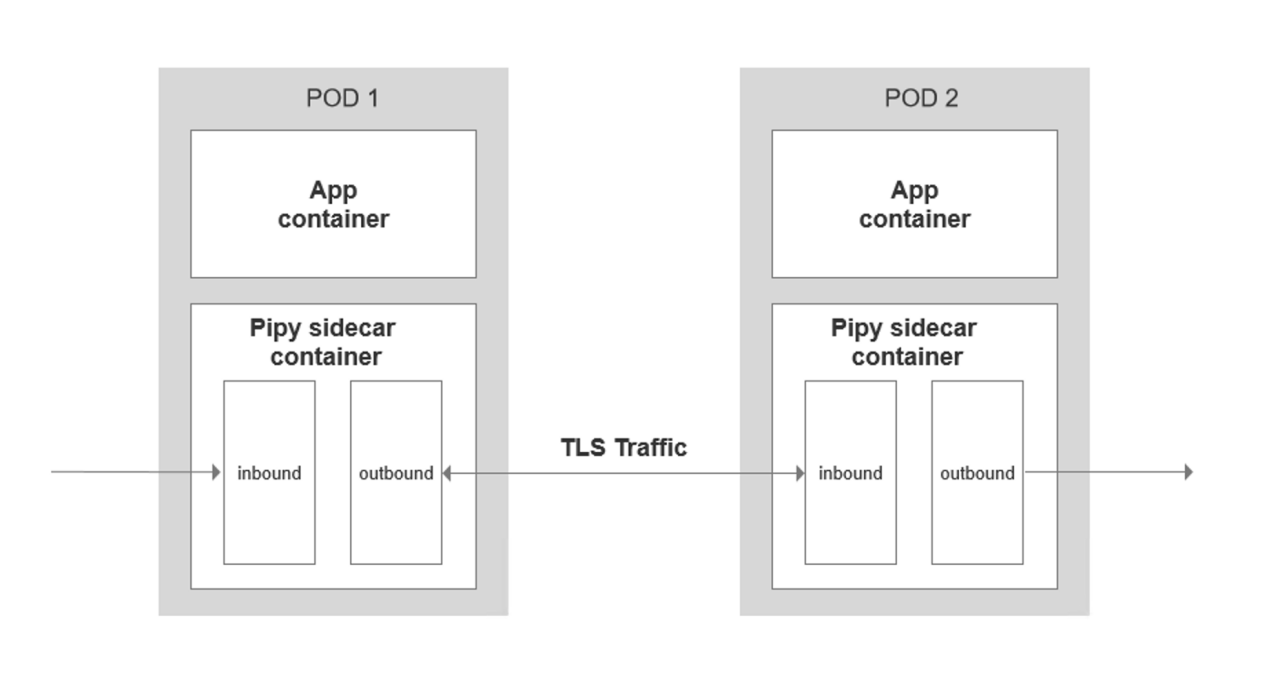 POD 1
App
container
Pipy sidecar
container
inbound
outbound
TLS Traffic
POD 2
App
container
Pipy sidecar
container
inbound
outbound